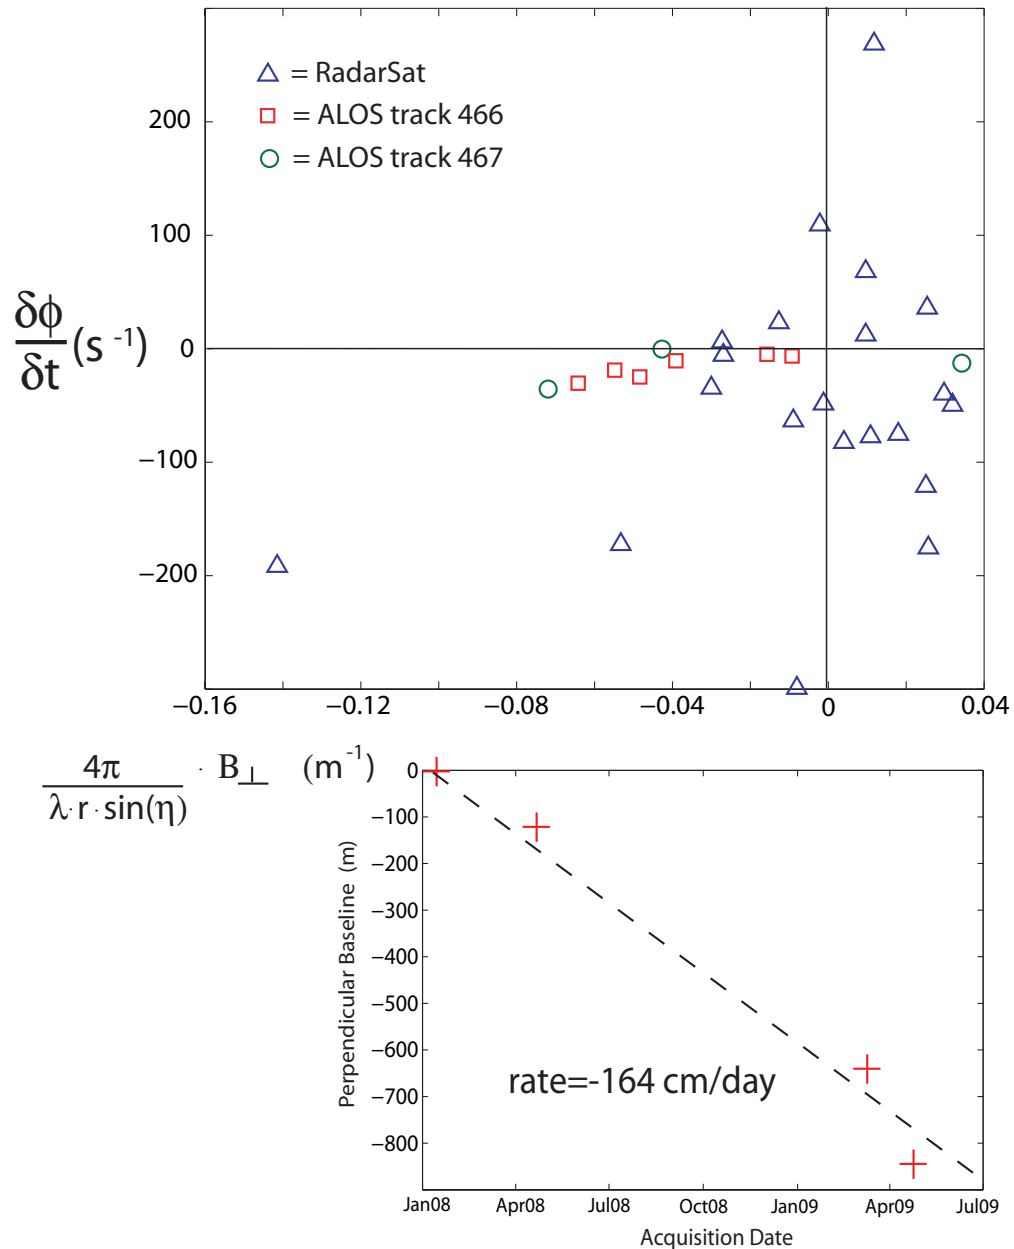 = RadarSat
= ALOS track 466
= ALOS track 467
200
100
0
−100
−200
δϕ
δt
(s -1)
−0.16 −0.12 −0.08 −0.04 0 0.04
4π
λ·r·sin(η)
· B⊥ (m-1)
0
−100
−200
−300
−400
−500
−600
−700
−800
Perpendicular Baseline (m)
rate=-164 cm/day
Jan08 Apr08 Jul08 Oct08 Jan09 Apr09 Jul09
Acquisition Date